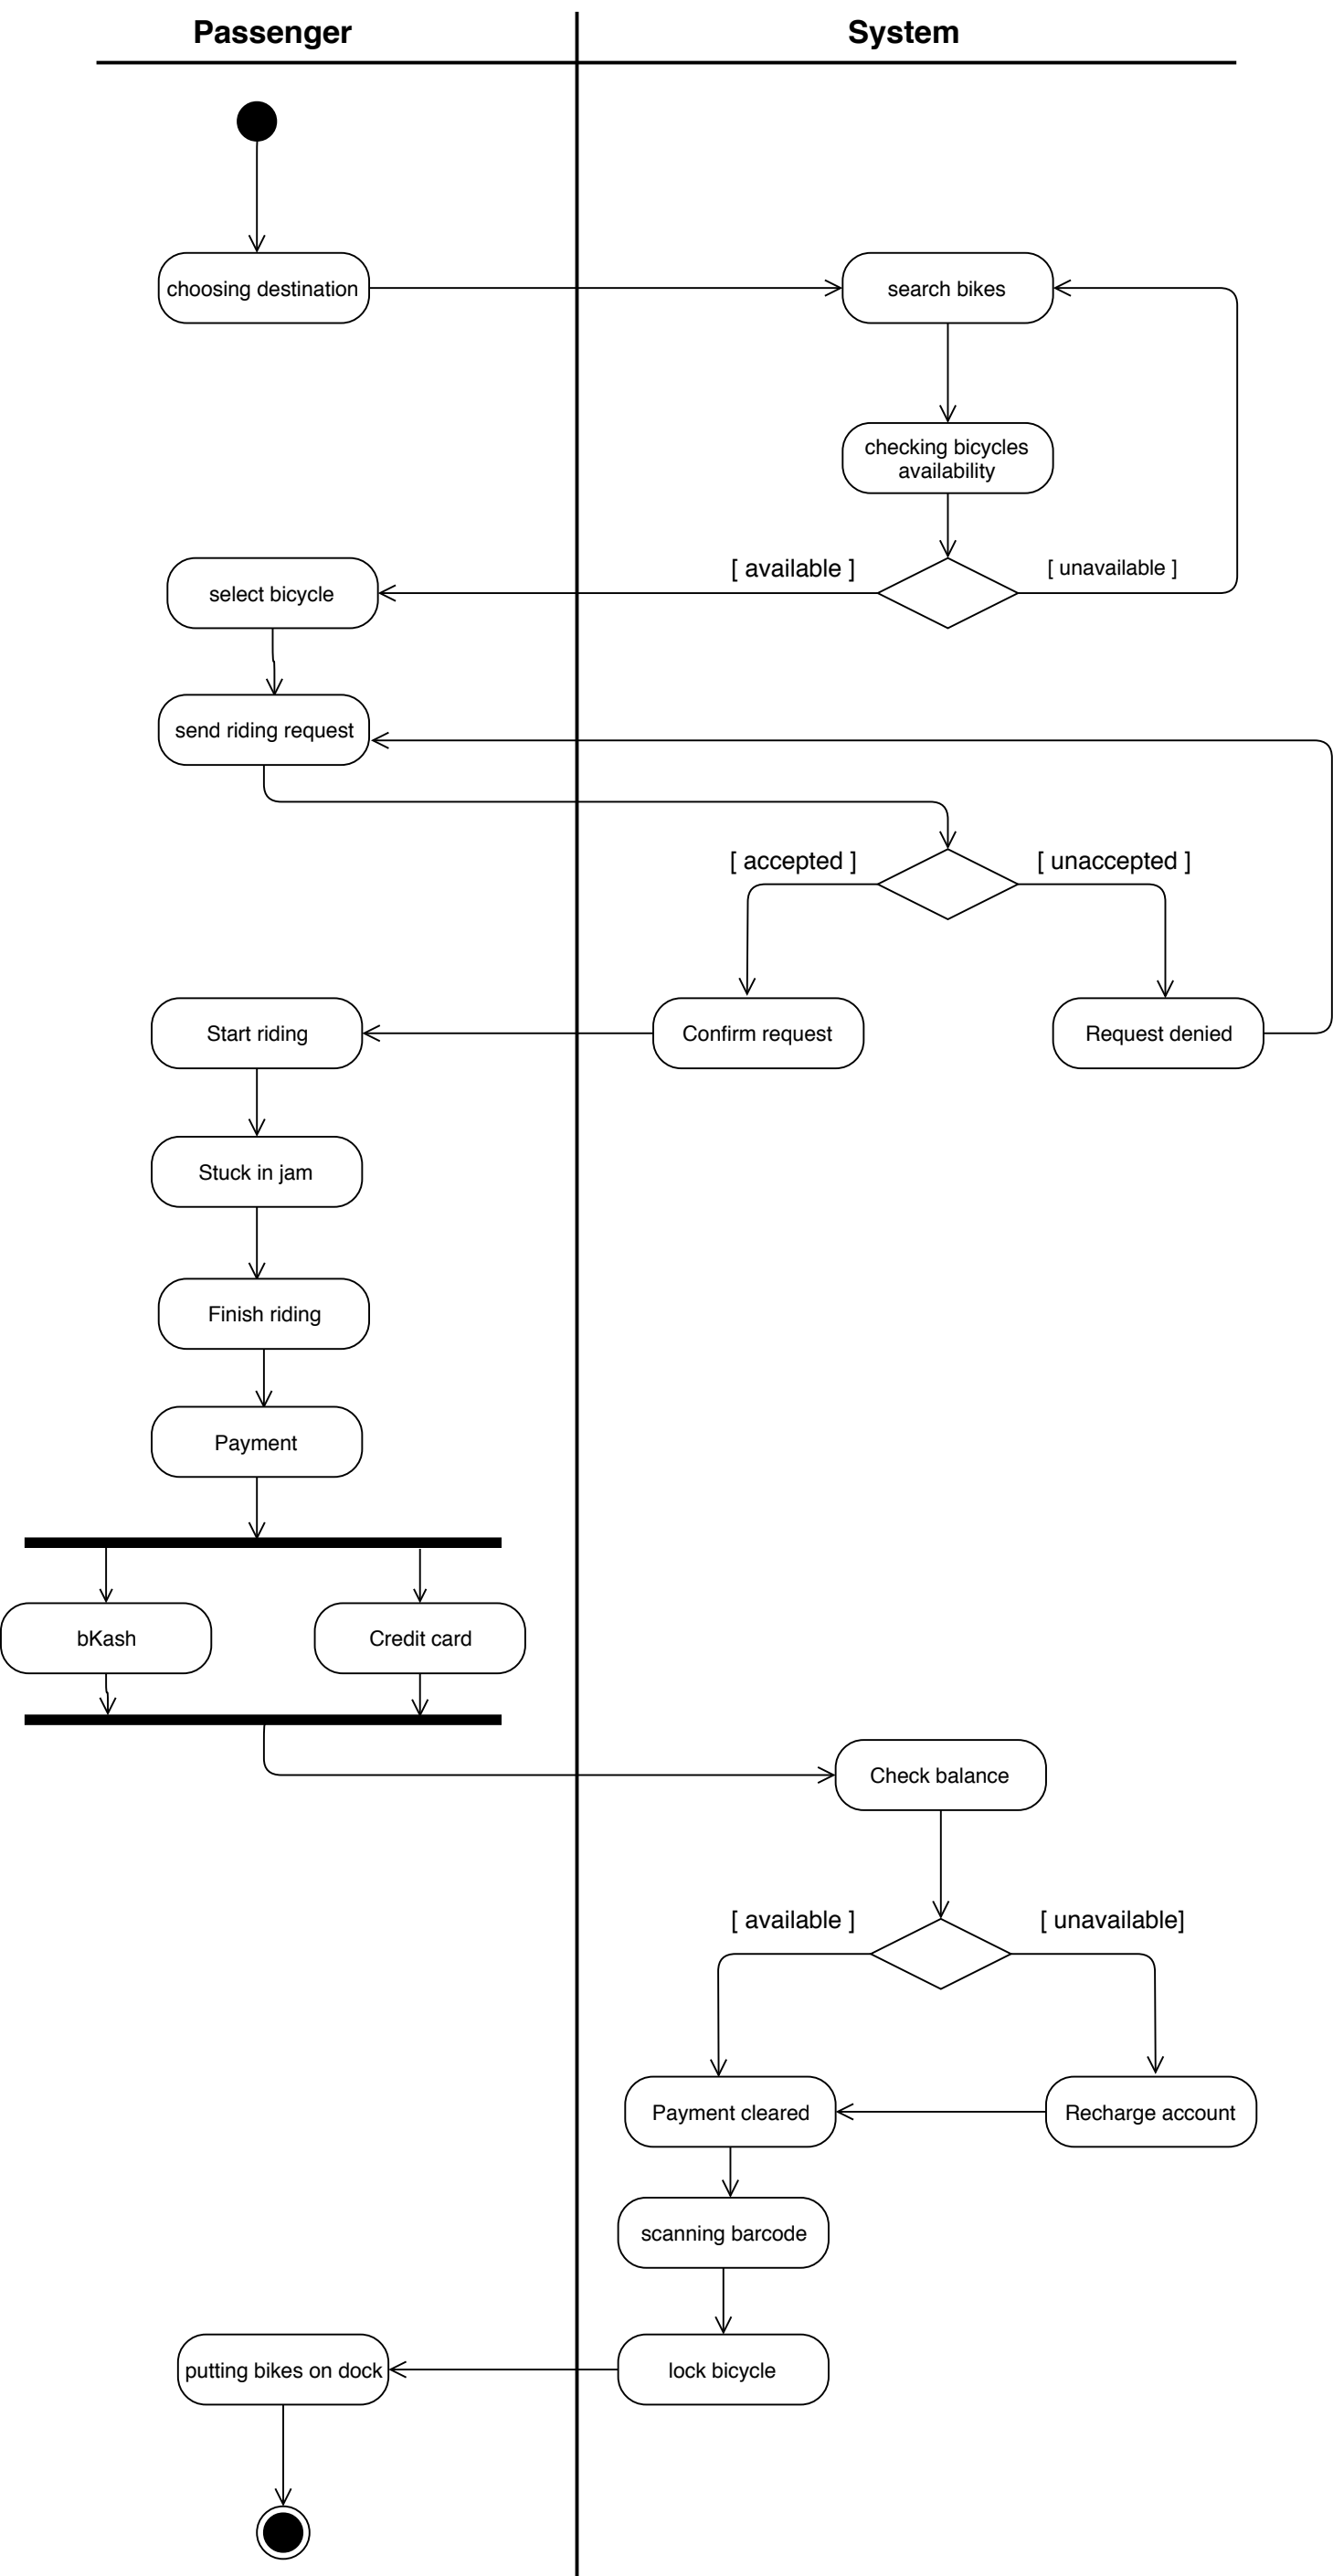 Passenger
System
choosing destination
search bikes
checking bicycles
availability
[ available ]
[ unavailable ]
select bicycle
send riding request
[ accepted ]
[ unaccepted ]
Start riding
Confirm request
Request denied
Stuck in jam
Finish riding
Payment
bKash
Credit card
Check balance
[ available ]
[ unavailable]
Payment cleared
Recharge account
scanning barcode
putting bikes on dock
lock bicycle